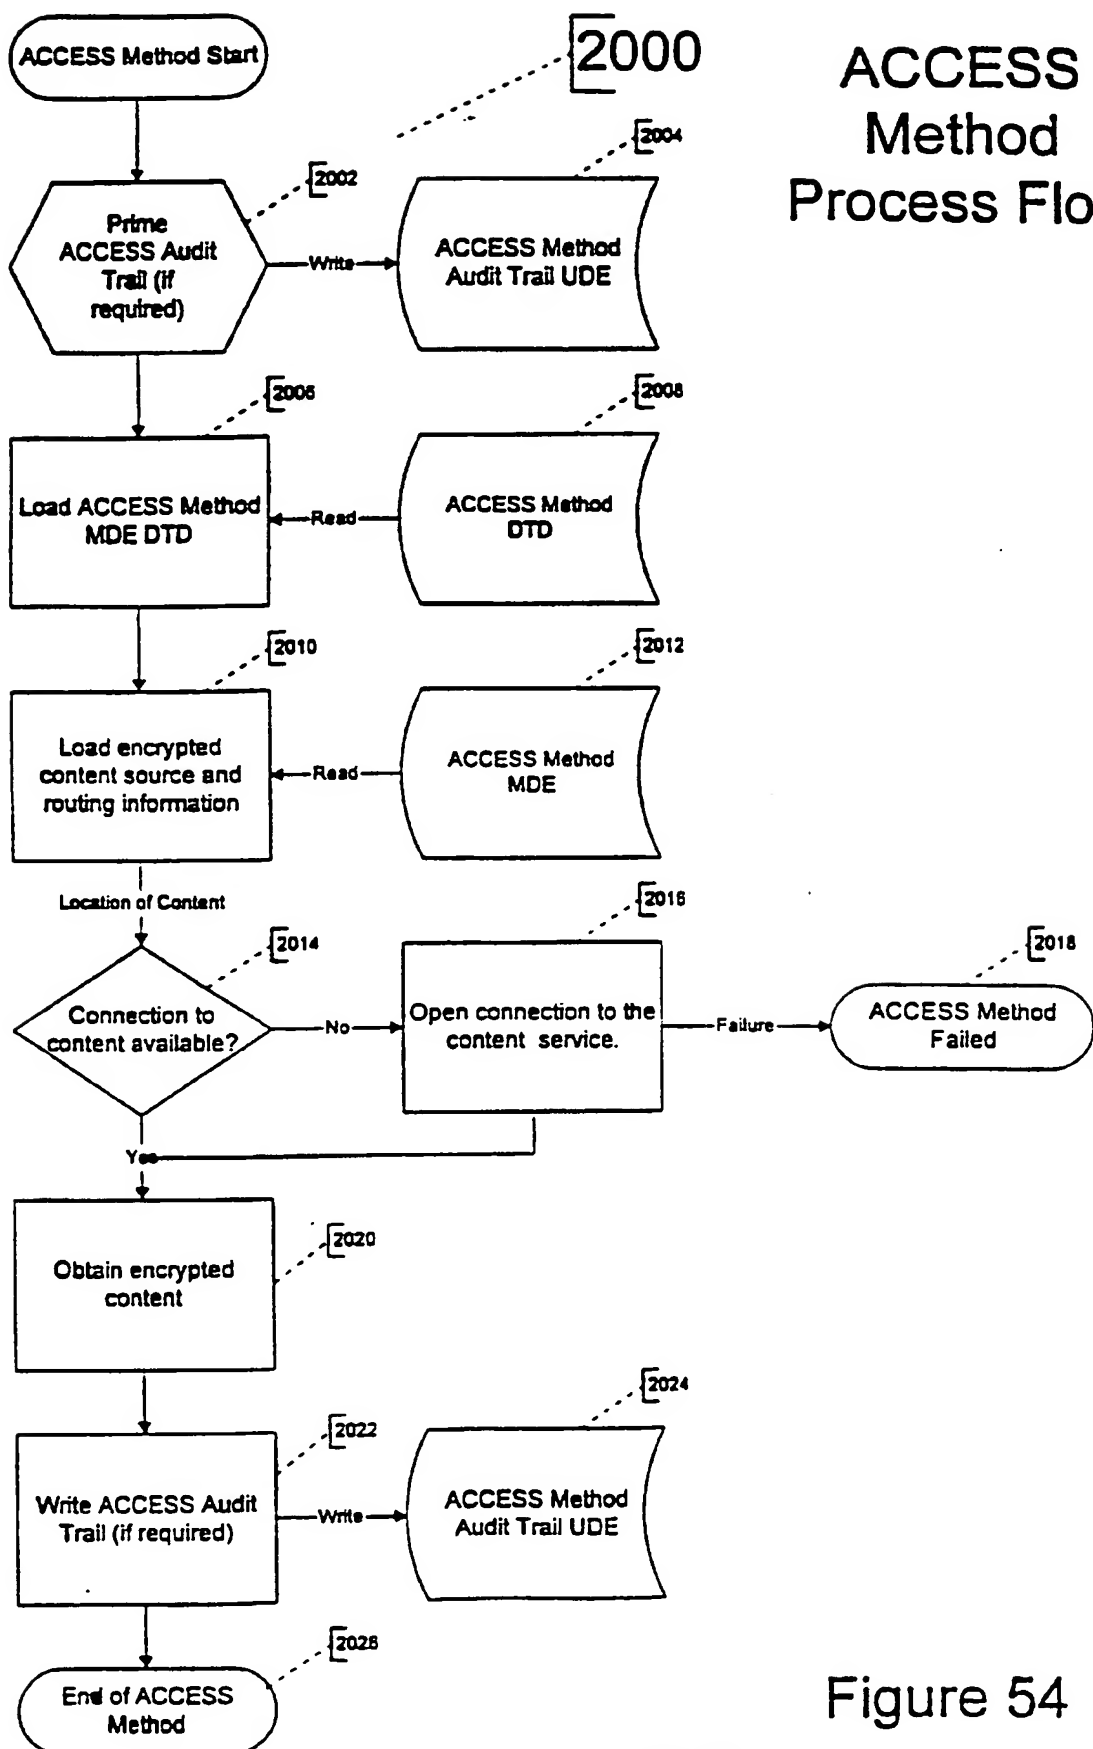 ACCESS Method Start
2000
ACCESS
Method
Process Flo
2002
2004
Prime
ACCESS Audit
Trail (if
required)
Write
ACCESS Method
Audit Trail UDE
2006
2008
Load ACCESS Method
MDE DTD
Read
ACCESS Method
DTD
2010
2012
Load encrypted
content source and
routing information
Read
ACCESS Method
MDE
Location of Content
2014
2016
2018
Connection to
content available?
No
Open connection to the
content service.
Failure
ACCESS Method
Failed
Yes
2020
Obtain encrypted
content
2022
2024
Write ACCESS Audit
Trail (if required)
Write
ACCESS Method
Audit Trail UDE
2026
End of ACCESS
Method
Figure 54